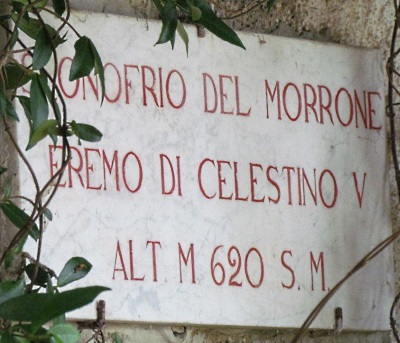 S. ONOFRIO DEL MORRONE
EREMO DI CELESTINO V
ALT. M 620 S. M.